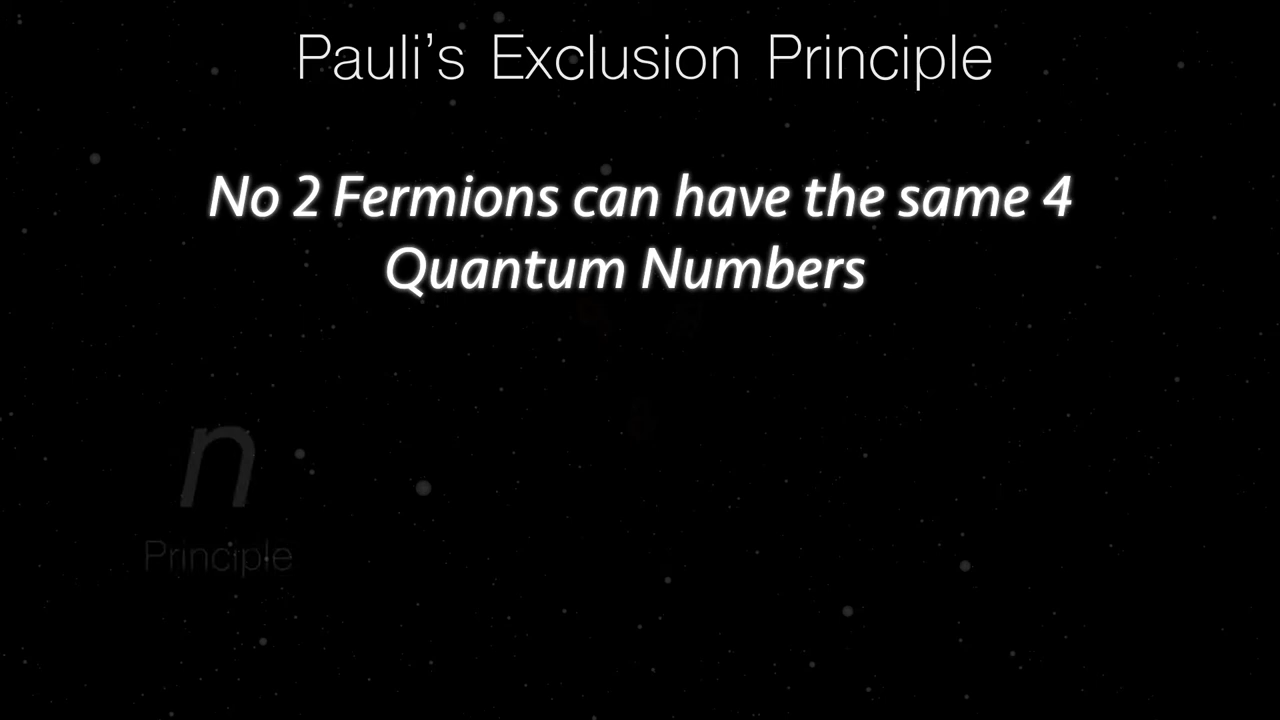 Pauli’s Exclusion Principle
No 2 Fermions can have the same 4
Quantum Numbers
n
Principle